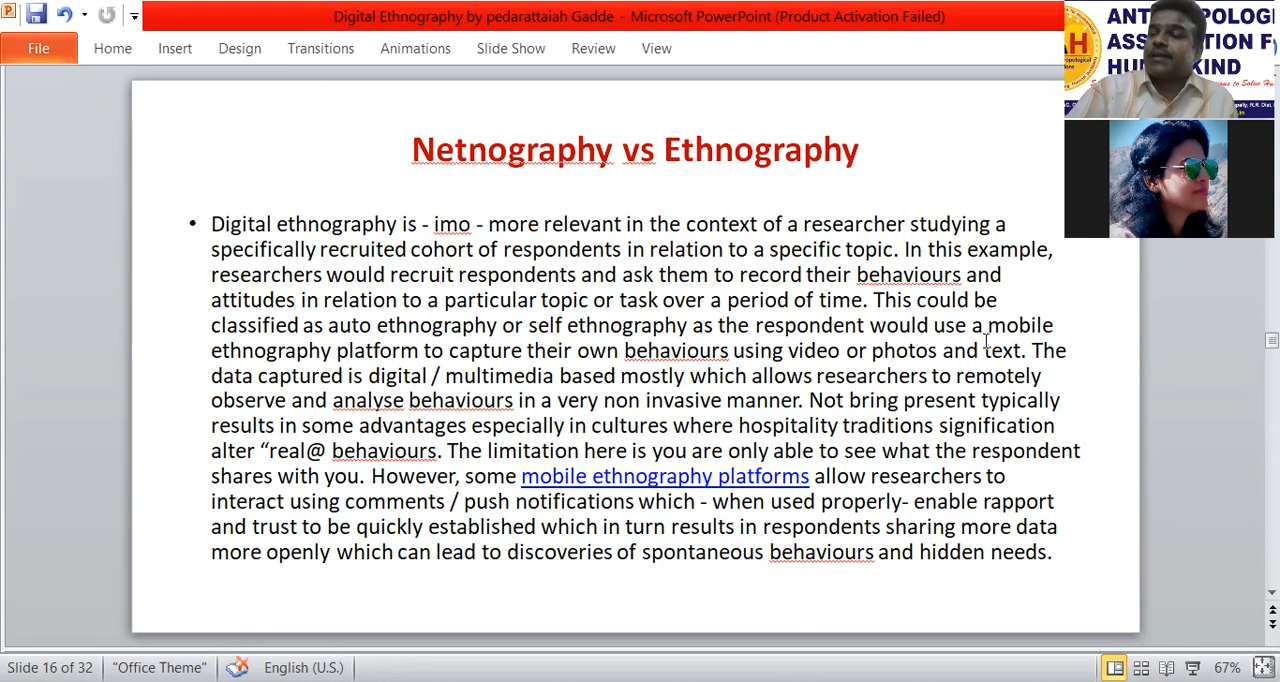 Digital Ethnography by pedarattaiah Gadde - Microsoft PowerPoint (Product Activation Failed)
File Home Insert Design Transitions Animations Slide Show Review View
ANT POLOGI
ASS TION F
HU KIND
Netnography vs Ethnography
• Digital ethnography is - imo - more relevant in the context of a researcher studying a
specifically recruited cohort of respondents in relation to a specific topic. In this example,
researchers would recruit respondents and ask them to record their behaviours and
attitudes in relation to a particular topic or task over a period of time. This could be
classified as auto ethnography or self ethnography as the respondent would use a mobile
ethnography platform to capture their own behaviours using video or photos and text. The
data captured is digital / multimedia based mostly which allows researchers to remotely
observe and analyse behaviours in a very non invasive manner. Not bring present typically
results in some advantages especially in cultures where hospitality traditions signification
alter “real@ behaviours. The limitation here is you are only able to see what the respondent
shares with you. However, some mobile ethnography platforms allow researchers to
interact using comments / push notifications which - when used properly- enable rapport
and trust to be quickly established which in turn results in respondents sharing more data
more openly which can lead to discoveries of spontaneous behaviours and hidden needs.
Slide 16 of 32 "Office Theme" English (U.S.) 67%